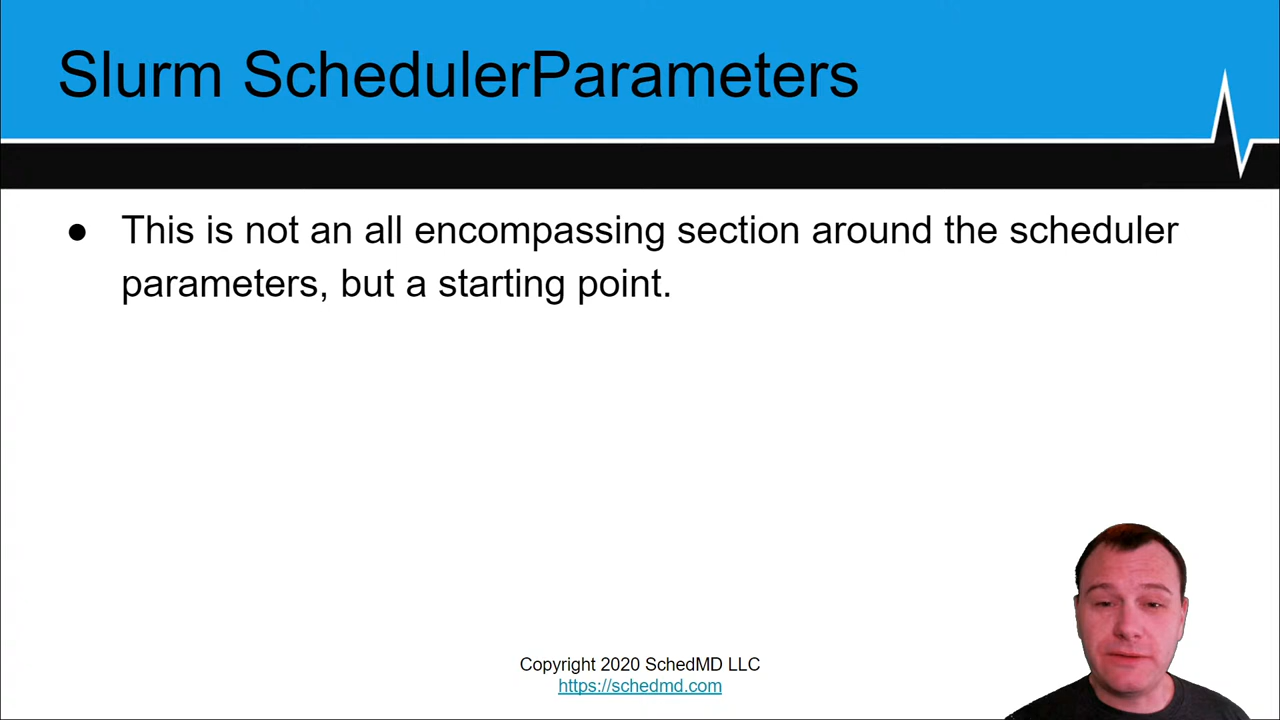 Slurm SchedulerParameters
● This is not an all encompassing section around the scheduler
parameters, but a starting point.
Copyright 2020 SchedMD LLC
https://schedmd.com